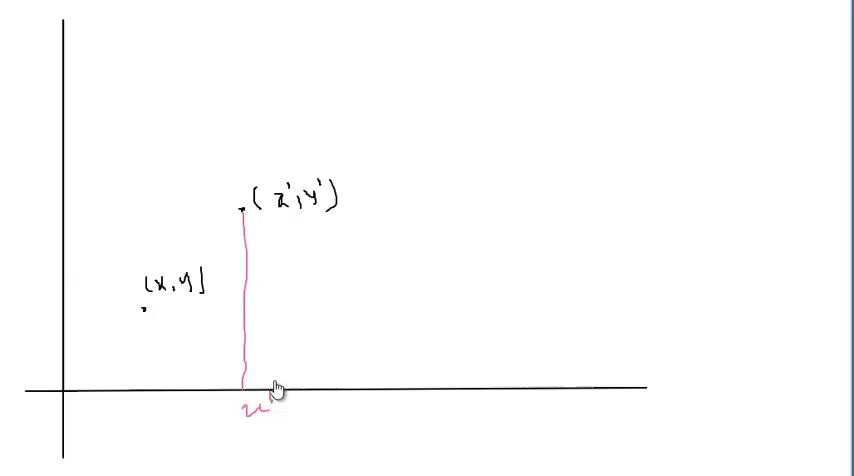 (x', y')
(x, y)
x'